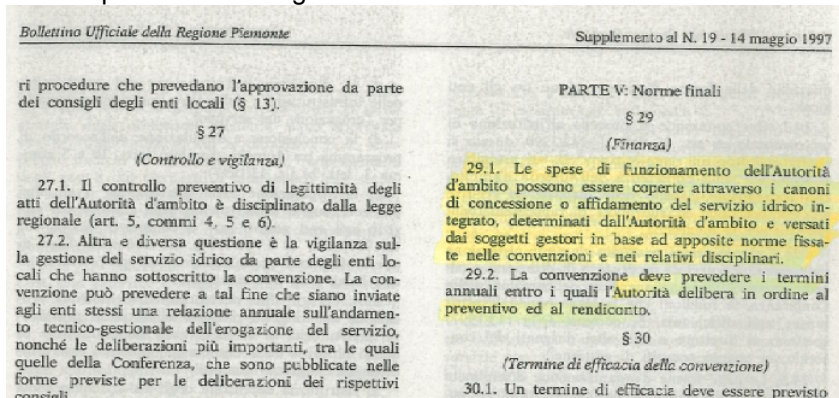 Bollettino Ufficiale della Regione Piemonte
Supplemento al N. 19 - 14 maggio 1997
ri procedure che prevedano l'approvazione da parte
dei consigli degli enti locali (§ 13).
§ 27
(Controllo e vigilanza)
27.1. Il controllo preventivo di legittimità degli
atti dell'Autorità d'ambito è disciplinato dalla legge
regionale (art. 5, commi 4, 5 e 6).
27.2. Altra e diversa questione è la vigilanza sul-
la gestione del servizio idrico da parte degli enti lo-
cali che hanno sottoscritto la convenzione. La con-
venzione può prevedere a tal fine che siano inviate
agli enti stessi una relazione annuale sull'andamen-
to tecnico-gestionale dell'erogazione del servizio,
nonché le deliberazioni più importanti, tra le quali
quelle della Conferenza, che sono pubblicate nelle
forme previste per le deliberazioni dei rispettivi
consigli.
PARTE V: Norme finali
§ 29
(Finanza)
29.1. Le spese di funzionamento dell'Autorità
d'ambito possono essere coperte attraverso i canoni
di concessione o affidamento del servizio idrico in-
tegrato, determinati dall'Autorità d'ambito e versati
dai soggetti gestori in base ad apposite norme fissa-
te nelle convenzioni e nei relativi disciplinari.
29.2. La convenzione deve prevedere i termini
annuali entro i quali l'Autorità delibera in ordine al
preventivo ed al rendiconto.
§ 30
(Termine di efficacia della convenzione)
30.1. Un termine di efficacia deve essere previsto